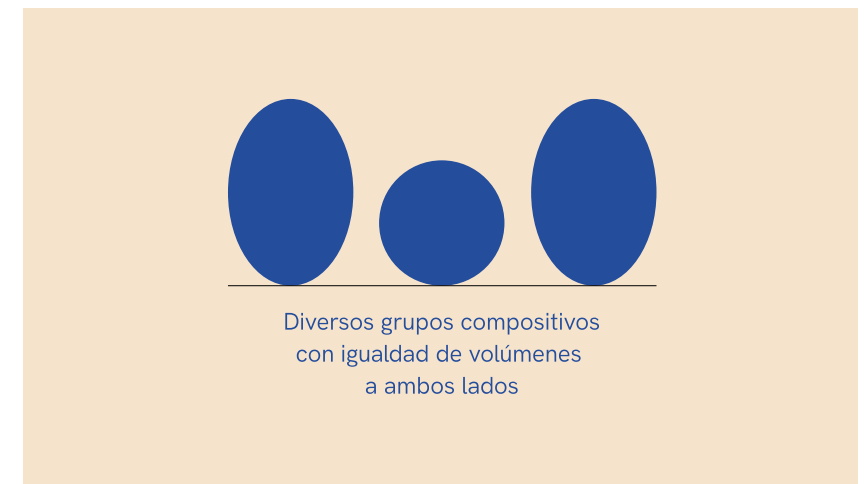 Diversos grupos compositivos
con igualdad de volúmenes
a ambos lados